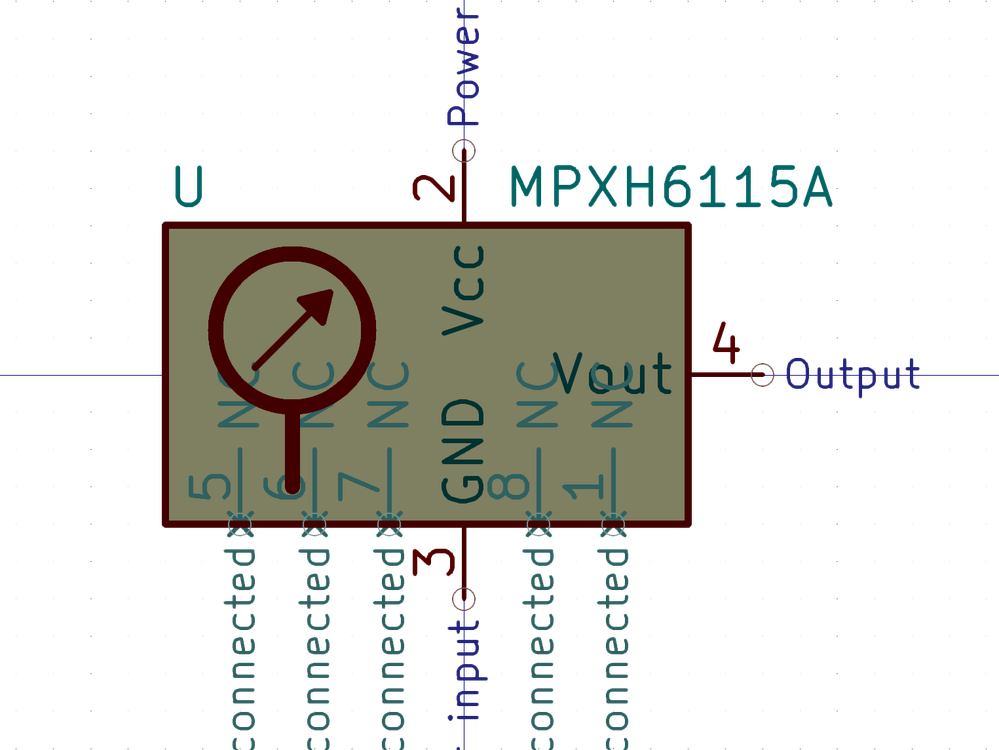 Power
U
MPXH6115A
2
Vcc
4
Vout
Output
NC
NC
NC
NC
NC
GND
5
6
7
8
1
3
connected
connected
connected
input
connected
connected